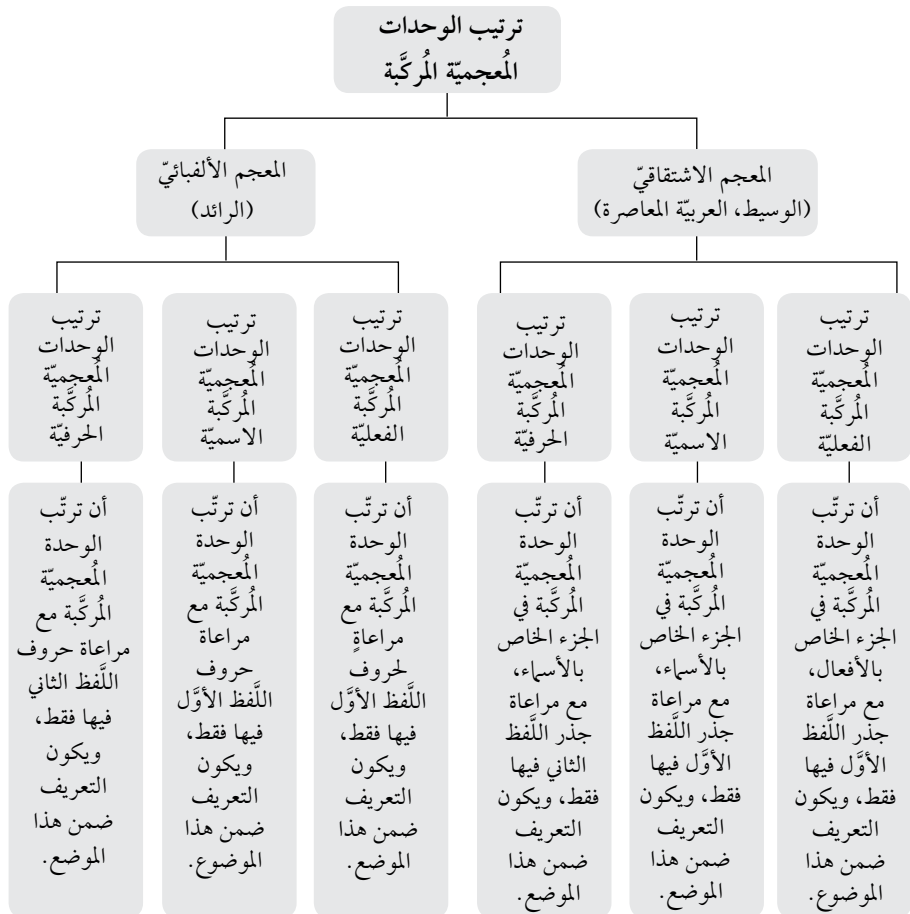 ترتيب الوحدات
المُعجميّة المُركَّبة
المعجم الاشتقاقيّ
(الوسيط، العربيّة المعاصرة)
المعجم الألفبائيّ
(الرائد)
ترتيب
الوحدات
المُعجميّة
المُركَّبة
الفعليّة
ترتيب
الوحدات
المُعجميّة
المُركَّبة
الاسميّة
ترتيب
الوحدات
المُعجميّة
المُركَّبة
الحرفيّة
ترتيب
الوحدات
المُعجميّة
المُركَّبة
الفعليّة
ترتيب
الوحدات
المُعجميّة
المُركَّبة
الاسميّة
ترتيب
الوحدات
المُعجميّة
المُركَّبة
الحرفيّة
أن ترتّب
الوحدة
المُعجميّة
المُركَّبة في
الجزء الخاص
بالأفعال،
مع مراعاة
جذر اللَّفظ
الأوَّل فيها
فقط، ويكون
التعريف
ضمن هذا
الموضوع.
أن ترتّب
الوحدة
المُعجميّة
المُركَّبة في
الجزء الخاص
بالأسماء،
مع مراعاة
جذر اللَّفظ
الأوَّل فيها
فقط، ويكون
التعريف
ضمن هذا
الموضع.
أن ترتّب
الوحدة
المُعجميّة
المُركَّبة في
الجزء الخاص
بالأسماء،
مع مراعاة
جذر اللَّفظ
الثاني فيها
فقط، ويكون
التعريف
ضمن هذا
الموضع.
أن ترتّب
الوحدة
المُعجميّة
المُركَّبة مع
مراعاةٍ
لحروف
اللَّفظ الأوَّل
فيها فقط،
ويكون
التعريف
ضمن هذا
الموضع.
أن ترتّب
الوحدة
المُعجميّة
المُركَّبة مع
مراعاة
حروف
اللَّفظ الأوَّل
فيها فقط،
ويكون
التعريف
ضمن هذا
الموضوع.
أن ترتّب
الوحدة
المُعجميّة
المُركَّبة مع
مراعاة حروف
اللَّفظ الثاني
فيها فقط،
ويكون
التعريف
ضمن هذا
الموضع.